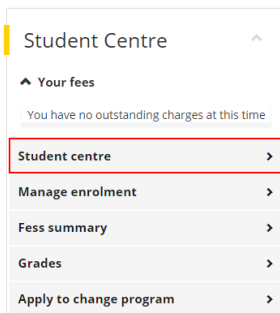 Student Centre
Your fees
You have no outstanding charges at this time
Student centre
Manage enrolment
Fess summary
Grades
Apply to change program